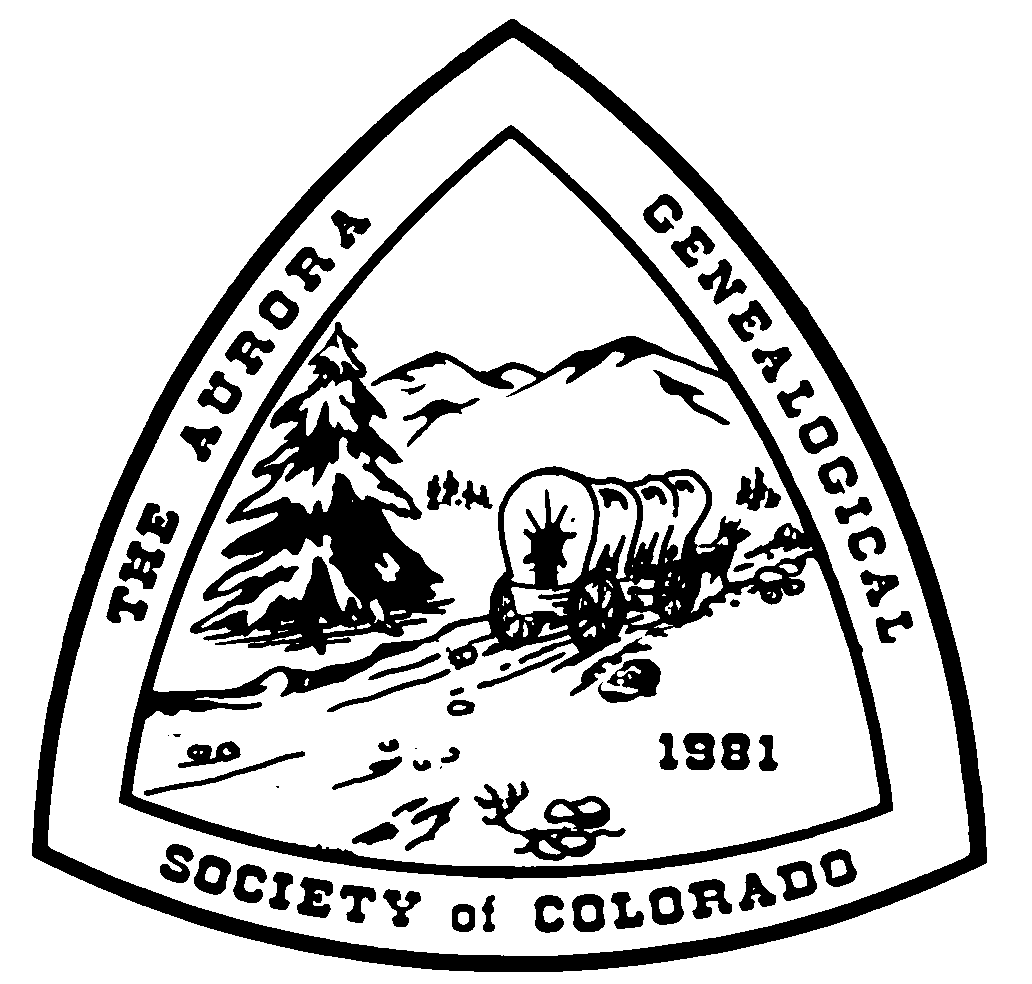 THE AURORA
GENEALOGICAL
1981
SOCIETY of COLORADO